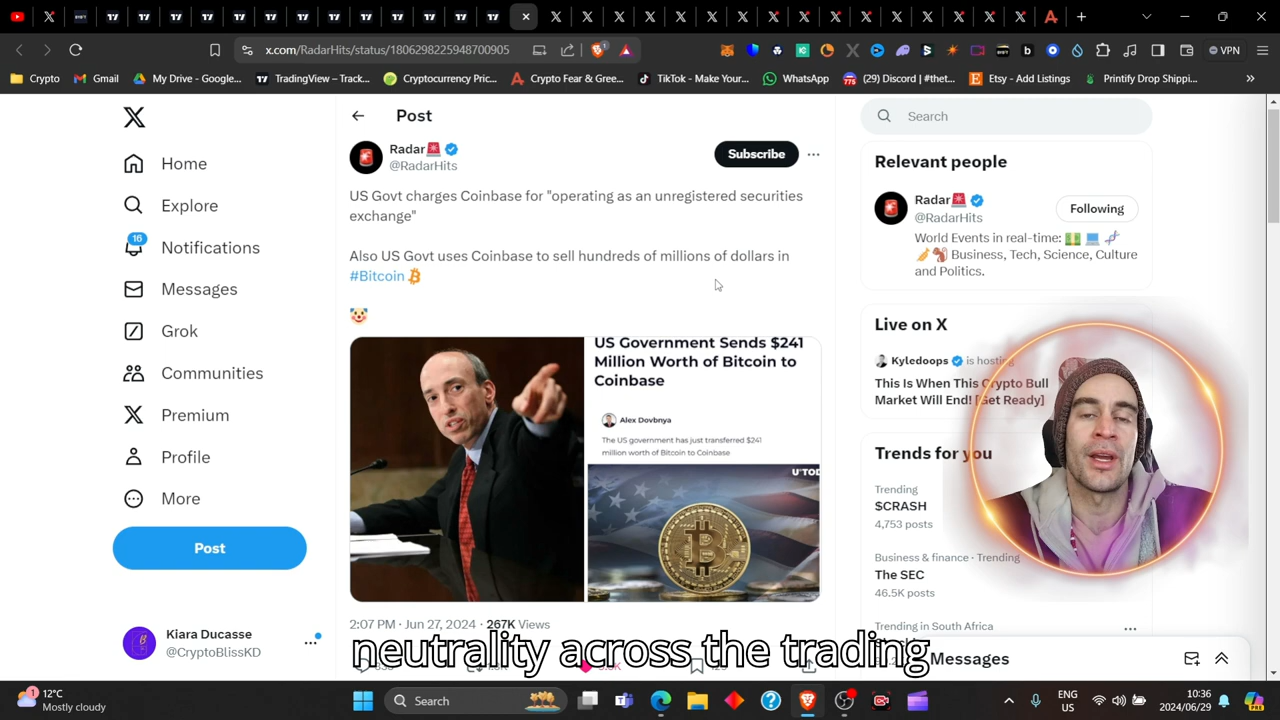 x.com/RadarHits/status/1806298225948700905
VPN
Crypto
Gmail
My Drive - Google...
TradingView – Track...
Cryptocurrency Pric...
Crypto Fear & Gree...
TikTok - Make Your...
WhatsApp
(29) Discord | #thet...
Etsy - Add Listings
Printify Drop Shippi...
Home
Explore
16
Notifications
Messages
Grok
Communities
Premium
Profile
More
Post
Kiara Ducasse
@CryptoBlissKD
Post
Radar
@RadarHits
Subscribe
US Govt charges Coinbase for "operating as an unregistered securities
exchange"
Also US Govt uses Coinbase to sell hundreds of millions of dollars in
#Bitcoin
US Government Sends $241
Million Worth of Bitcoin to
Coinbase
Alex Dovbnya
The US government has just transferred $241
million worth of Bitcoin to Coinbase
U°TOD
2:07 PM · Jun 27, 2024 · 267K Views
neutrality across the trading
Search
Relevant people
Radar
@RadarHits
Following
World Events in real-time:
Business, Tech, Science, Culture
and Politics.
Live on X
Kyledoops is hosting
This Is When This Crypto Bull
Market Will End! [Get Ready]
Trends for you
Trending
$CRASH
4,753 posts
Business & finance · Trending
The SEC
46.5K posts
Trending in South Africa
Messages
1
12°C
Mostly cloudy
Search
ENG
US
10:36
2024/06/29